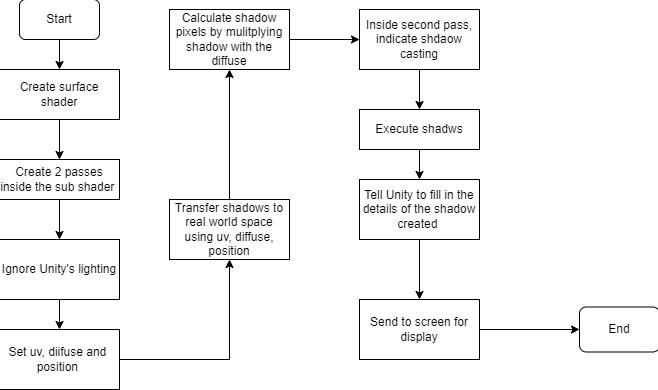 Start
Create surface
shader
Create 2 passes
inside the sub shader
Ignore Unity's lighting
Set uv, diifuse and
position
Transfer shadows to
real world space
using uv, diffuse,
position
Calculate shadow
pixels by mulitplying
shadow with the
diffuse
Inside second pass,
indicate shdaow
casting
Execute shadws
Tell Unity to fill in the
details of the shadow
created
Send to screen for
display
End